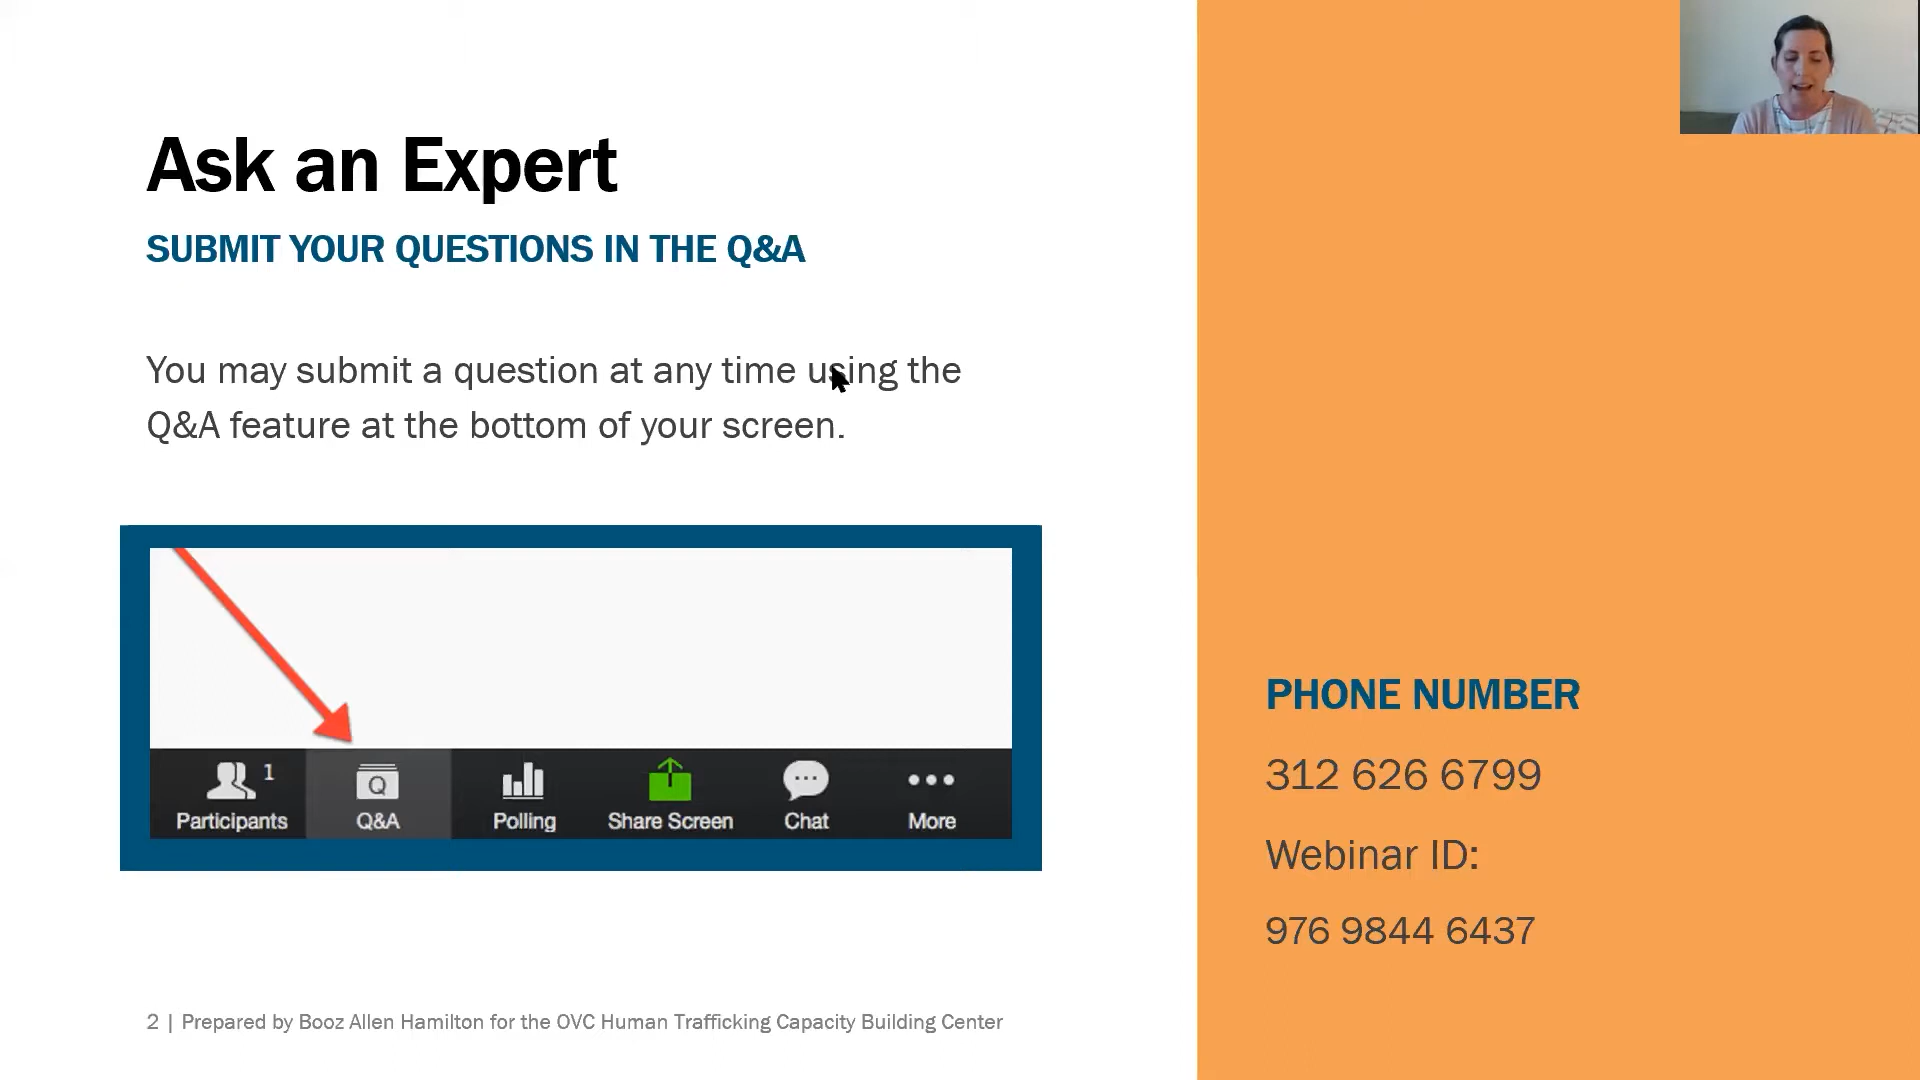 Ask an Expert
SUBMIT YOUR QUESTIONS IN THE Q&A
You may submit a question at any time using the
Q&A feature at the bottom of your screen.
1
Q
Participants
Q&A
Polling
Share Screen
Chat
More
PHONE NUMBER
312 626 6799
Webinar ID:
976 9844 6437
2 | Prepared by Booz Allen Hamilton for the OVC Human Trafficking Capacity Building Center